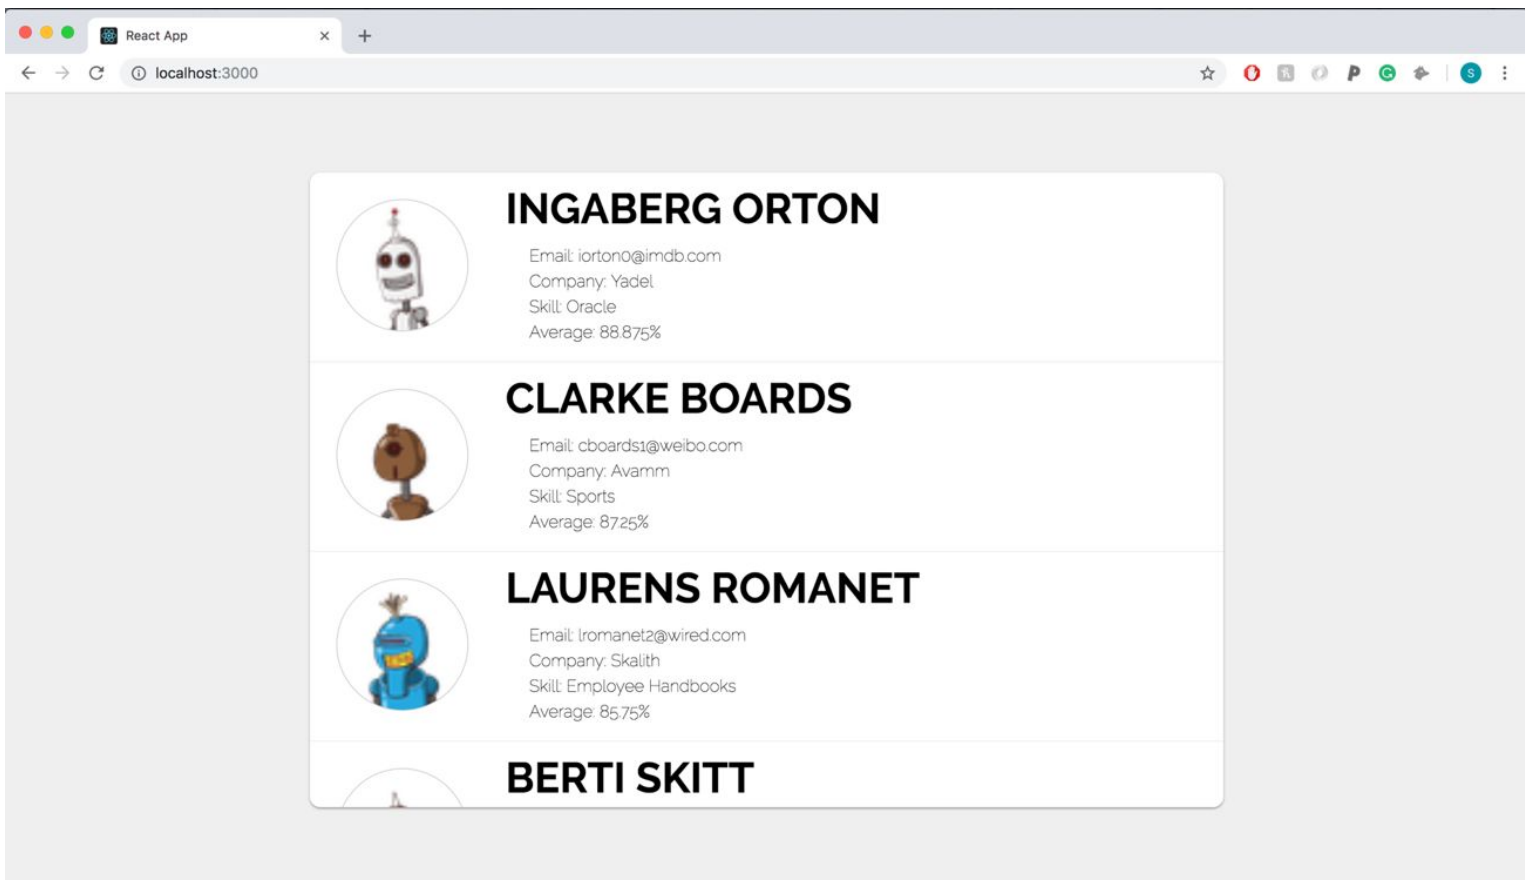 React App
localhost:3000
INGABERG ORTON
Email: iorton0@imdb.com
Company: Yadel
Skill: Oracle
Average: 88.875%
CLARKE BOARDS
Email: cboards1@weibo.com
Company: Avamm
Skill: Sports
Average: 87.25%
LAURENS ROMANET
Email: lromanet2@wired.com
Company: Skalith
Skill: Employee Handbooks
Average: 85.75%
BERTI SKITT